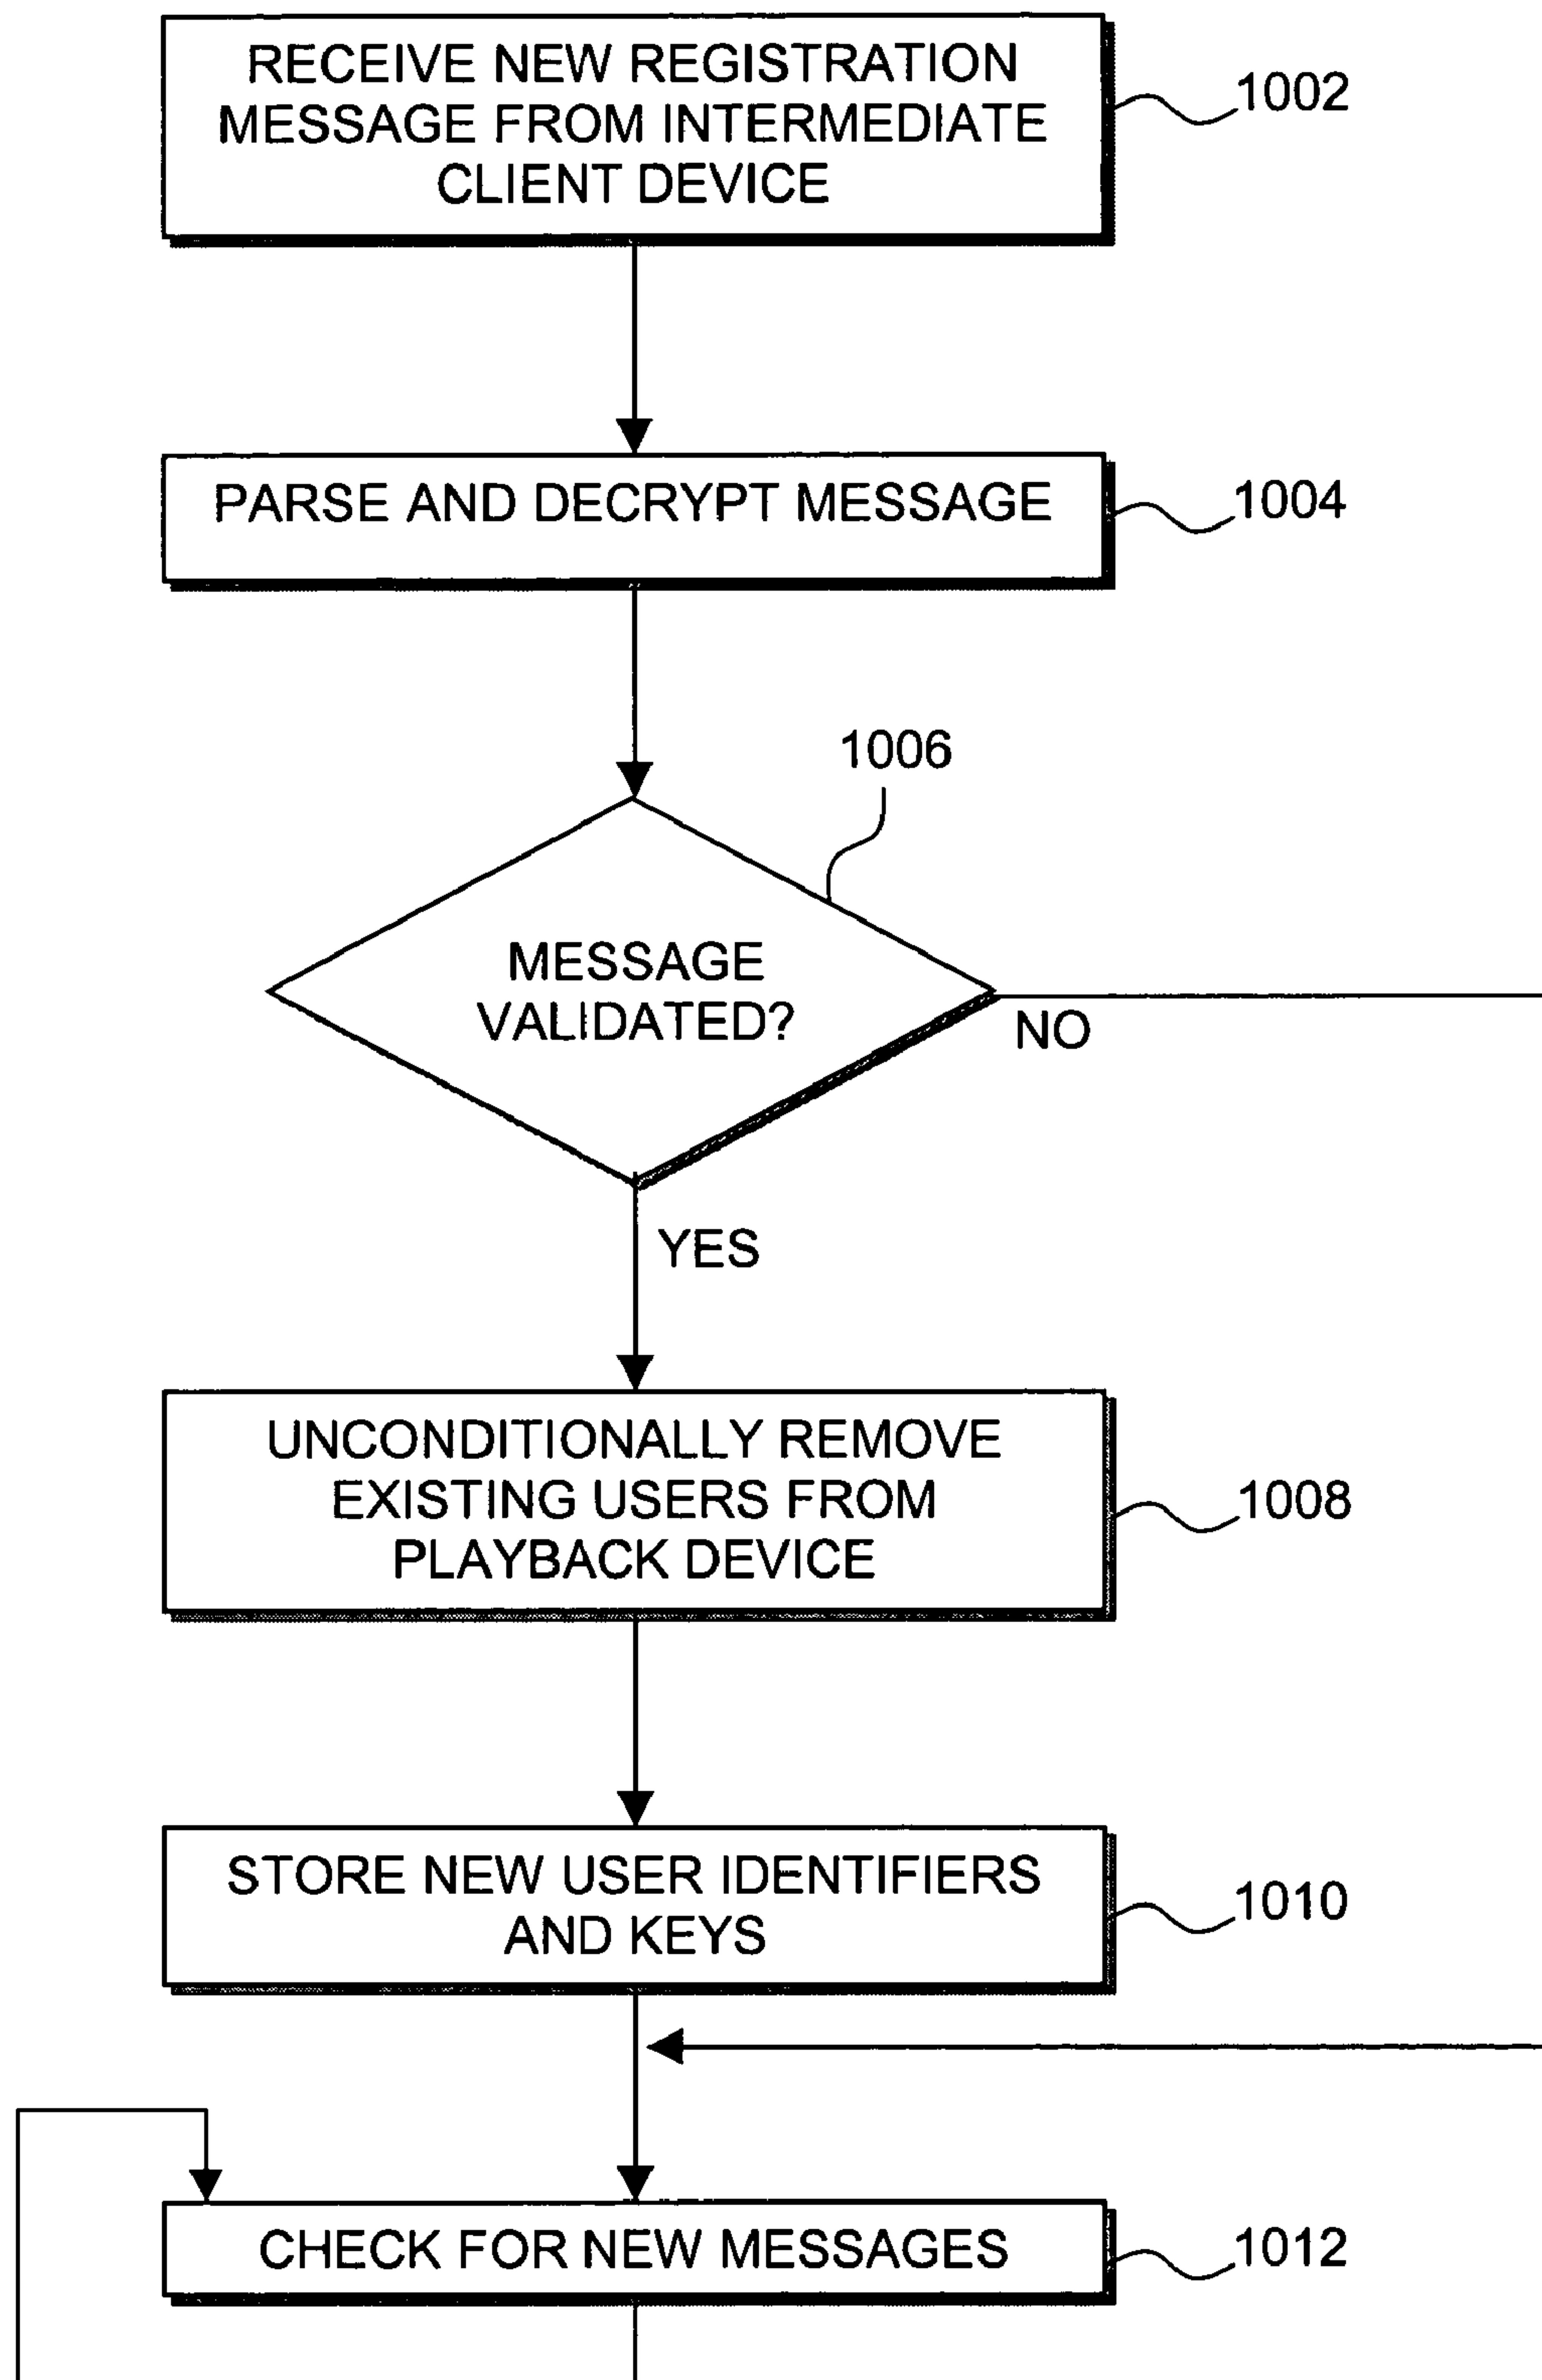 RECEIVE NEW REGISTRATION
MESSAGE FROM INTERMEDIATE
CLIENT DEVICE
1002
PARSE AND DECRYPT MESSAGE
1004
1006
MESSAGE
VALIDATED?
NO
YES
UNCONDITIONALLY REMOVE
EXISTING USERS FROM
PLAYBACK DEVICE
1008
STORE NEW USER IDENTIFIERS
AND KEYS
1010
CHECK FOR NEW MESSAGES
1012